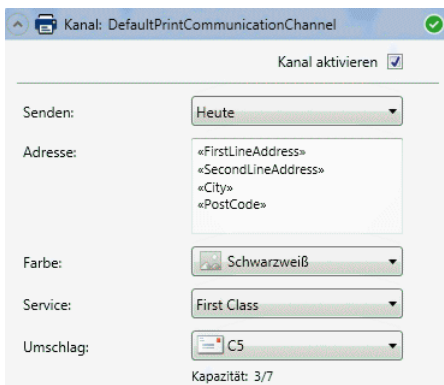 Kanal: DefaultPrintCommunicationChannel
Kanal aktivieren
Senden: Heute
Adresse: «FirstLineAddress»
«SecondLineAddress»
«City»
«PostCode»
Farbe: Schwarzweiß
Service: First Class
Umschlag: C5
Kapazität: 3/7